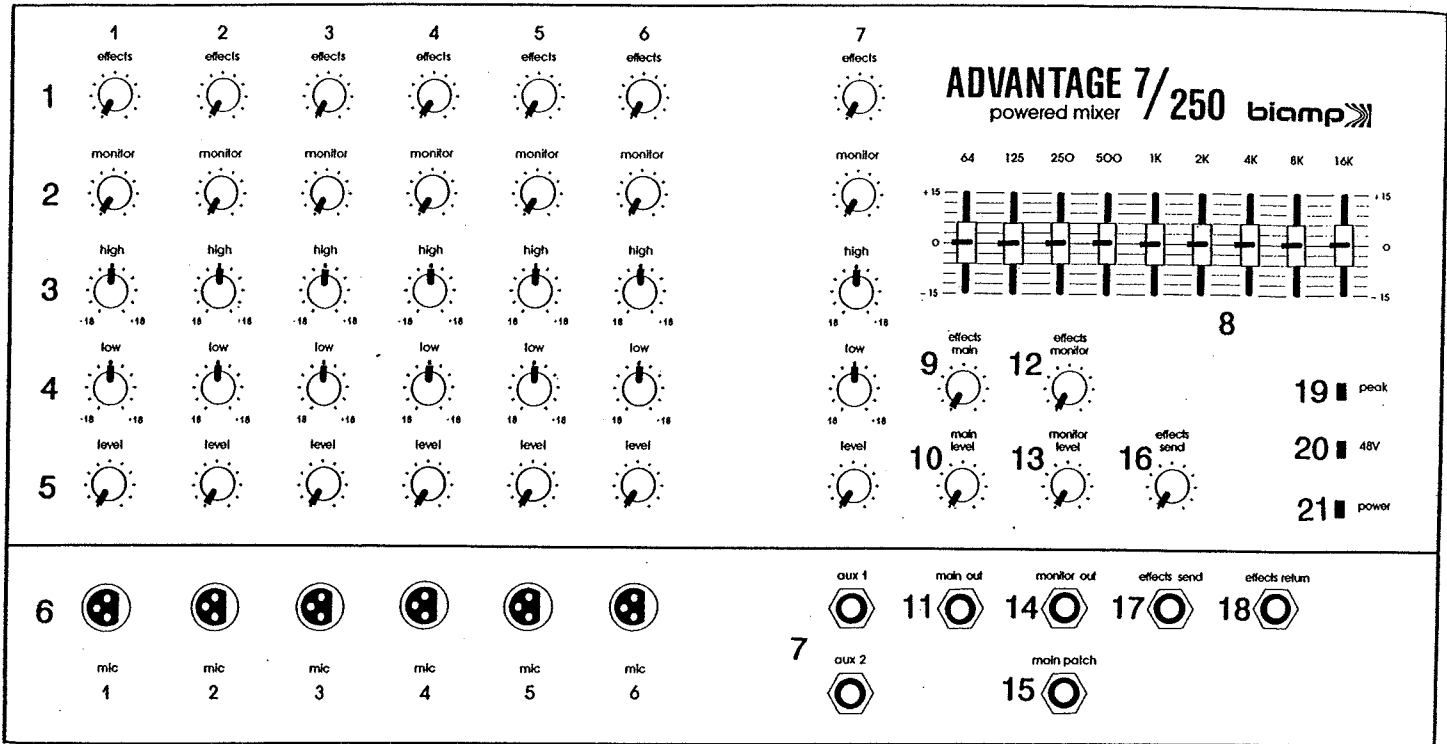 1 2 3 4 5 6 7
effects effects effects effects effects effects effects
1
ADVANTAGE 7/250 biamp
powered mixer
monitor monitor monitor monitor monitor monitor monitor
2
64 125 250 500 1K 2K 4K 8K 16K
+15 +15
0 0
-15 -15
8
high high high high high high high
3
-18 +18 18 +18 -18 +18 18 +18 18 +18 18 +18 18 +18
low low low low low low low
4
-18 +18 18 +18 -18 +18 18 +18 18 +18 18 +18 18 +18
effects main
9
effects monitor
12
19 peak
level level level level level level level
5
main level
10
monitor level
13
effects send
16
20 48V
21 power
6
mic mic mic mic mic mic
1 2 3 4 5 6
7
aux 1 main out monitor out effects send effects return
11 14 17 18
aux 2 main patch
15